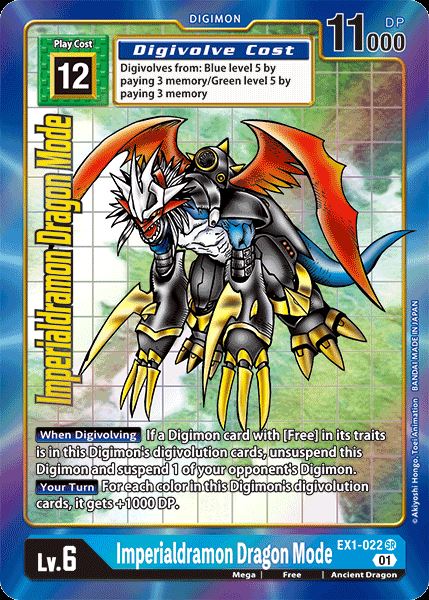 DIGIMON
Play Cost
12
Digivolve Cost
Digivolves from: Blue level 5 by
paying 3 memory/Green level 5 by
paying 3 memory
DP
11000
Imperialdramon Dragon Mode
When Digivolving If a Digimon card with [Free] in its traits
is in this Digimon's digivolution cards, unsuspend this
Digimon and suspend 1 of your opponent's Digimon.
Your Turn For each color in this Digimon's digivolution
cards, it gets +1000 DP.
©Akiyoshi Hongo, Toei Animation BANDAI MADE IN JAPAN
Lv.6
Imperialdramon Dragon Mode
EX1-022 SR
01
Mega | Free | Ancient Dragon